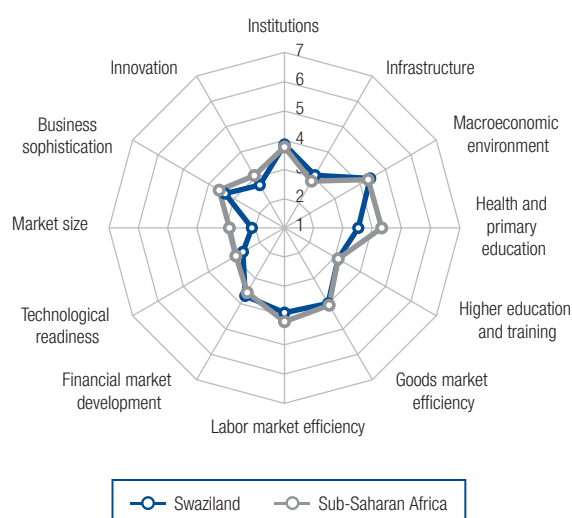 Institutions
Infrastructure
Macroeconomic
environment
Health and
primary
education
Higher education
and training
Goods market
efficiency
Labor market efficiency
Financial market
development
Technological
readiness
Market size
Business
sophistication
Innovation
7
6
5
4
3
2
1
Swaziland
Sub-Saharan Africa